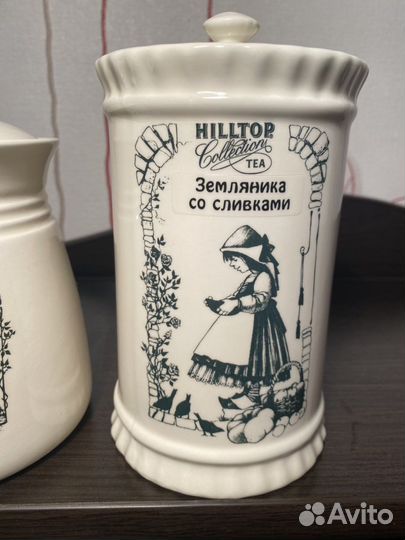 HILLTOP
Collection
TEA
Земляника
со сливками
Avito